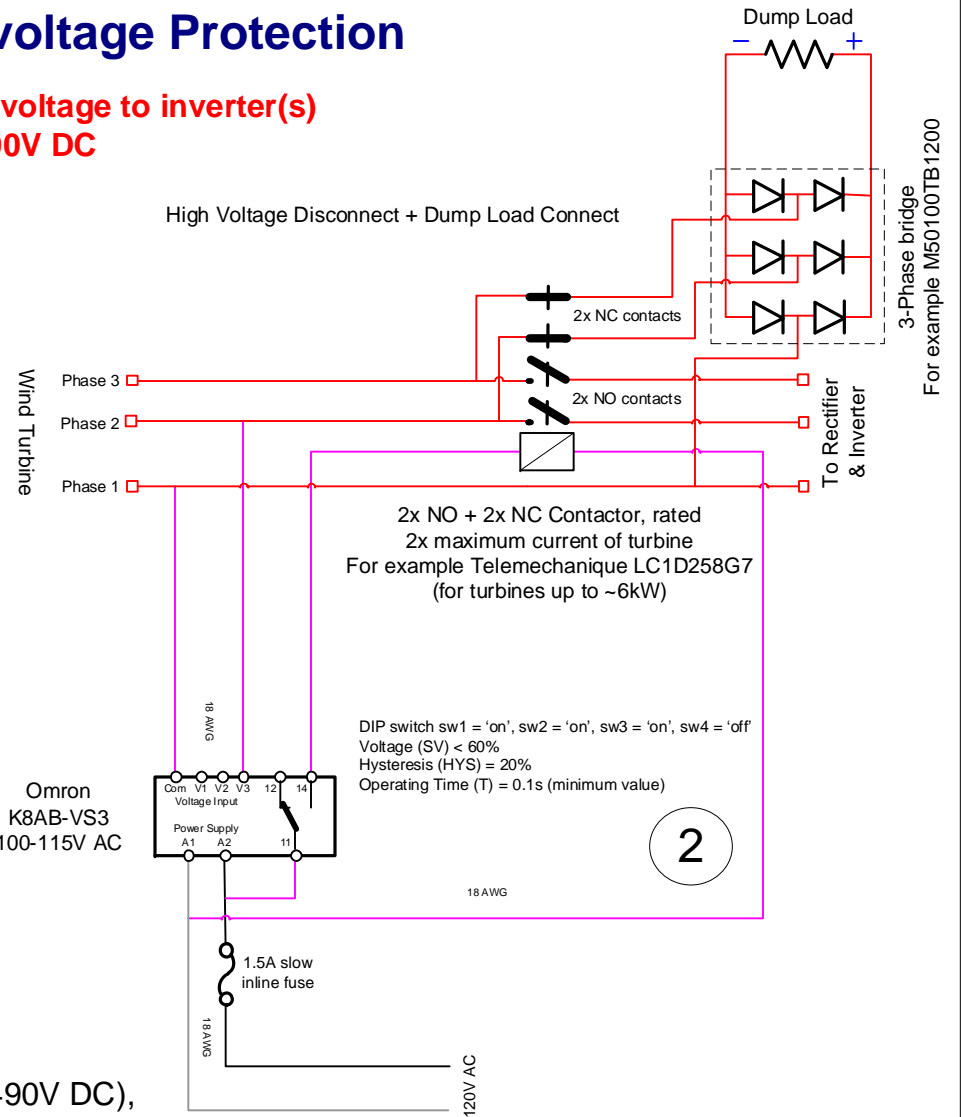 voltage Protection
voltage to inverter(s)
00V DC
Dump Load
− +
High Voltage Disconnect + Dump Load Connect
3-Phase bridge
For example M50100TB1200
2x NC contacts
2x NO contacts
Wind Turbine
Phase 3
Phase 2
Phase 1
To Rectifier
& Inverter
2x NO + 2x NC Contactor, rated
2x maximum current of turbine
For example Telemechanique LC1D258G7
(for turbines up to ~6kW)
18 AWG
DIP switch sw1 = ‘on’, sw2 = ‘on’, sw3 = ‘on’, sw4 = ‘off’
Voltage (SV) < 60%
Hysteresis (HYS) = 20%
Operating Time (T) = 0.1s (minimum value)
Omron
K8AB-VS3
100-115V AC
Com V1 V2 V3 12 14
Voltage Input
Power Supply
A1 A2 11
2
18 AWG
1.5A slow
inline fuse
18 AWG
120V AC
490V DC),